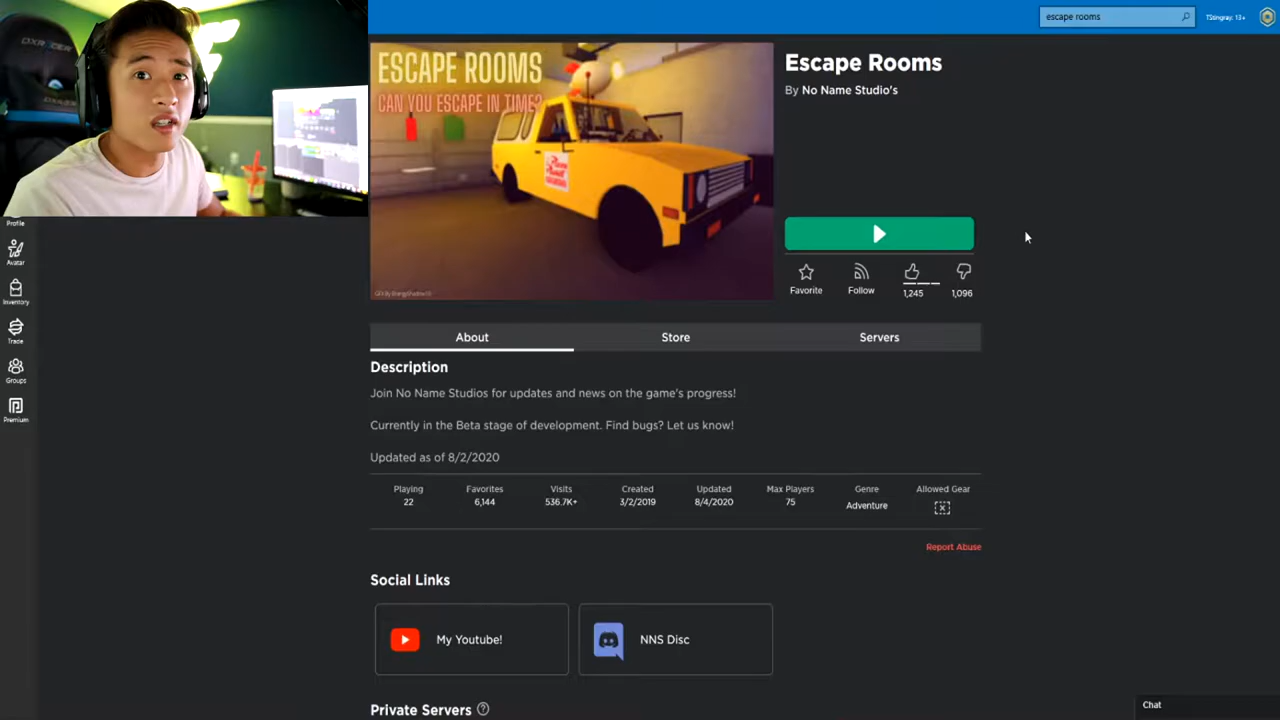 escape rooms
TStingray: 13+
DXRACER
ESCAPE ROOMS
CAN YOU ESCAPE IN TIME?
Escape Rooms
By No Name Studio's
Favorite
Follow
1,245
1,096
Profile
Avatar
Inventory
Trade
Groups
Premium
About
Store
Servers
Description
Join No Name Studios for updates and news on the game's progress!
Currently in the Beta stage of development. Find bugs? Let us know!
Updated as of 8/2/2020
Playing Favorites Visits Created Updated Max Players Genre Allowed Gear
22 6,144 536.7K+ 3/2/2019 8/4/2020 75 Adventure
Report Abuse
Social Links
My Youtube!
NNS Disc
Private Servers
Chat